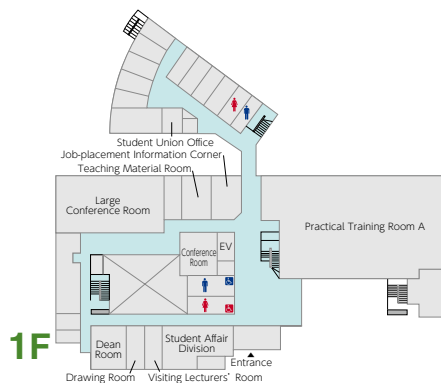 Student Union Office
Job-placement Information Corner
Teaching Material Room
Large
Conference Room
Practical Training Room A
Conference
Room
EV
1F
Dean
Room
Student Affair
Division
Entrance
Drawing Room
Visiting Lecturers' Room